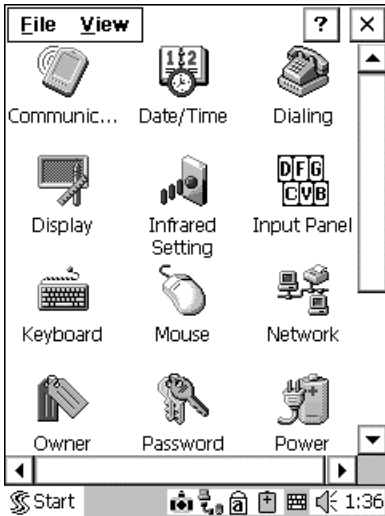 File View ? ×
Communic... Date/Time Dialing
Display Infrared Setting Input Panel
Keyboard Mouse Network
Owner Password Power
Start 1:36